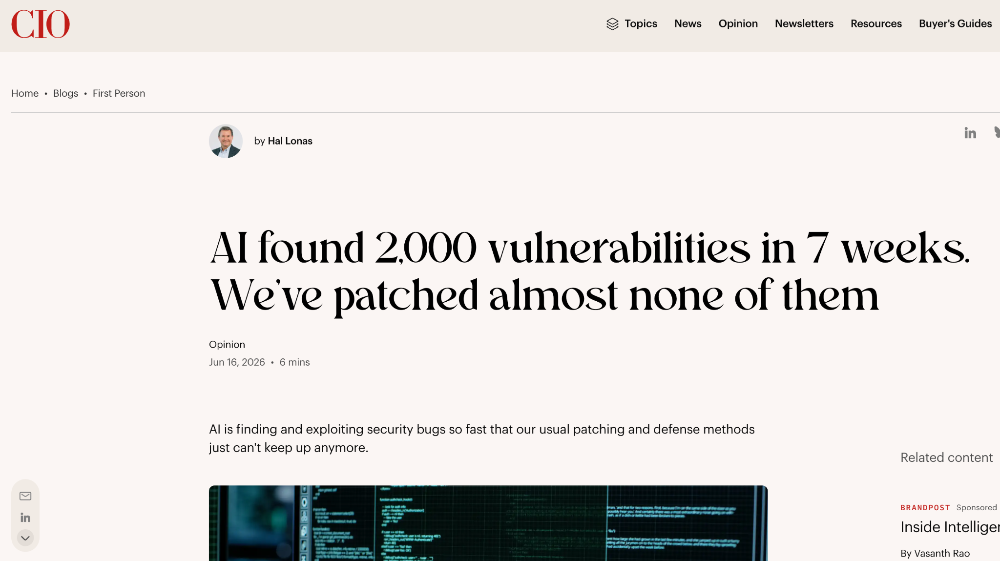 CIO
Topics News Opinion Newsletters Resources Buyer's Guides
Home • Blogs • First Person
by Hal Lonas
AI found 2,000 vulnerabilities in 7 weeks.
We've patched almost none of them
Opinion
Jun 16, 2026 • 6 mins
AI is finding and exploiting security bugs so fast that our usual patching and defense methods
just can't keep up anymore.
Related content
BRANDPOST Sponsored
Inside Intelliger
By Vasanth Rao